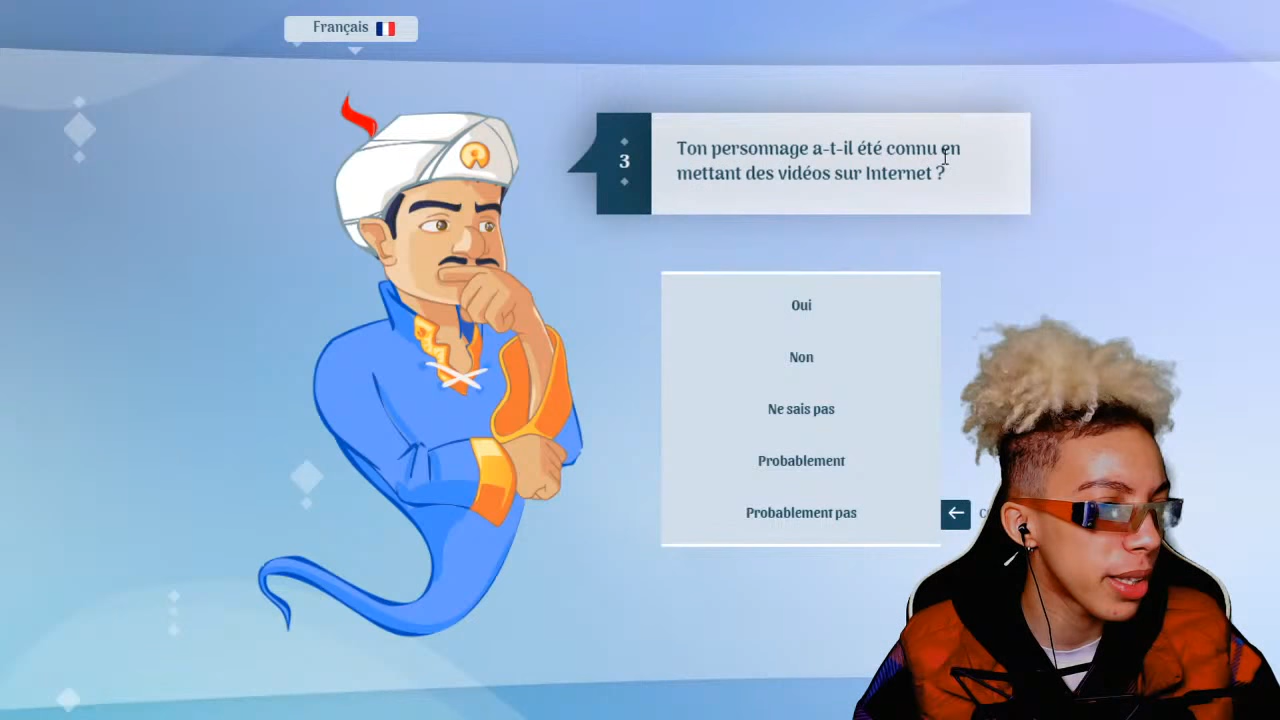 Français
3
Ton personnage a-t-il été connu en
mettant des vidéos sur Internet ?
Oui
Non
Ne sais pas
Probablement
Probablement pas